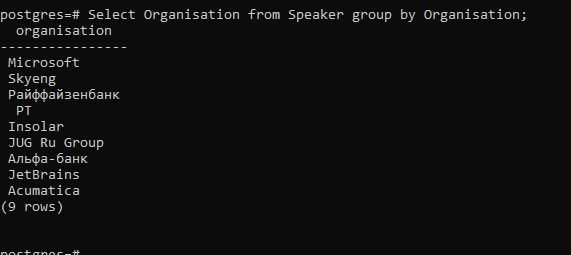 postgres=# Select Organisation from Speaker group by Organisation;
  organisation
----------------
 Microsoft
 Skyeng
 Райффайзенбанк
  PT
 Insolar
 JUG Ru Group
 Альфа-банк
 JetBrains
 Acumatica
(9 rows)
postgres=#